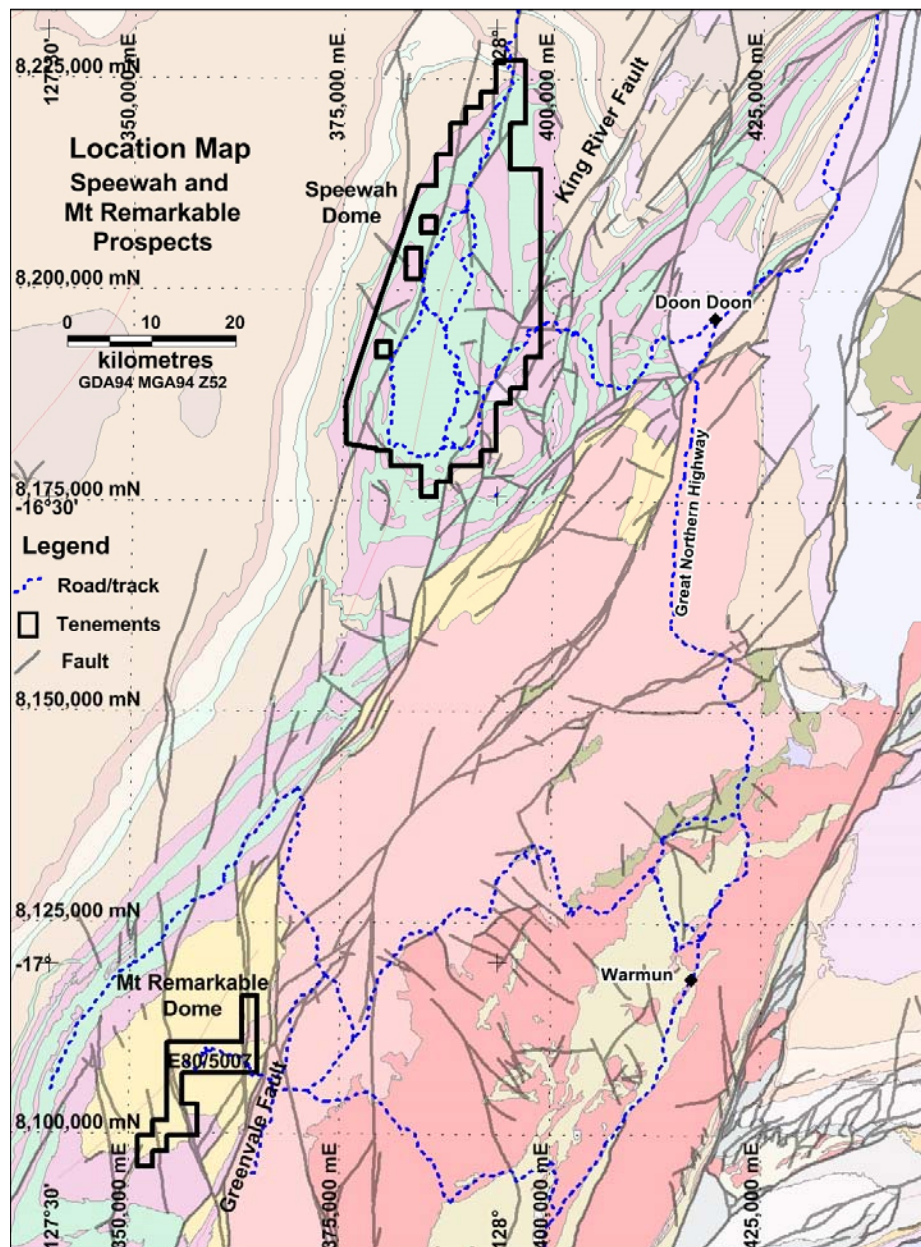 127°30'
350,000 mE
375,000 mE
128°
400,000 mE
425,000 mE
8,225,000 mN
King River Fault
Location Map
Speewah and
Mt Remarkable
Prospects
Speewah
Dome
8,200,000 mN
Doon Doon
0 10 20
kilometres
GDA94 MGA94 Z52
Great Northern Highway
8,175,000 mN
-16°30'
Legend
Road/track
Tenements
Fault
8,150,000 mN
8,125,000 mN
-17°
Mt Remarkable
Dome
Warmun
E80/5007
Greenvale Fault
8,100,000 mN
127°30'
350,000 mE
375,000 mE
128°
400,000 mE
425,000 mE